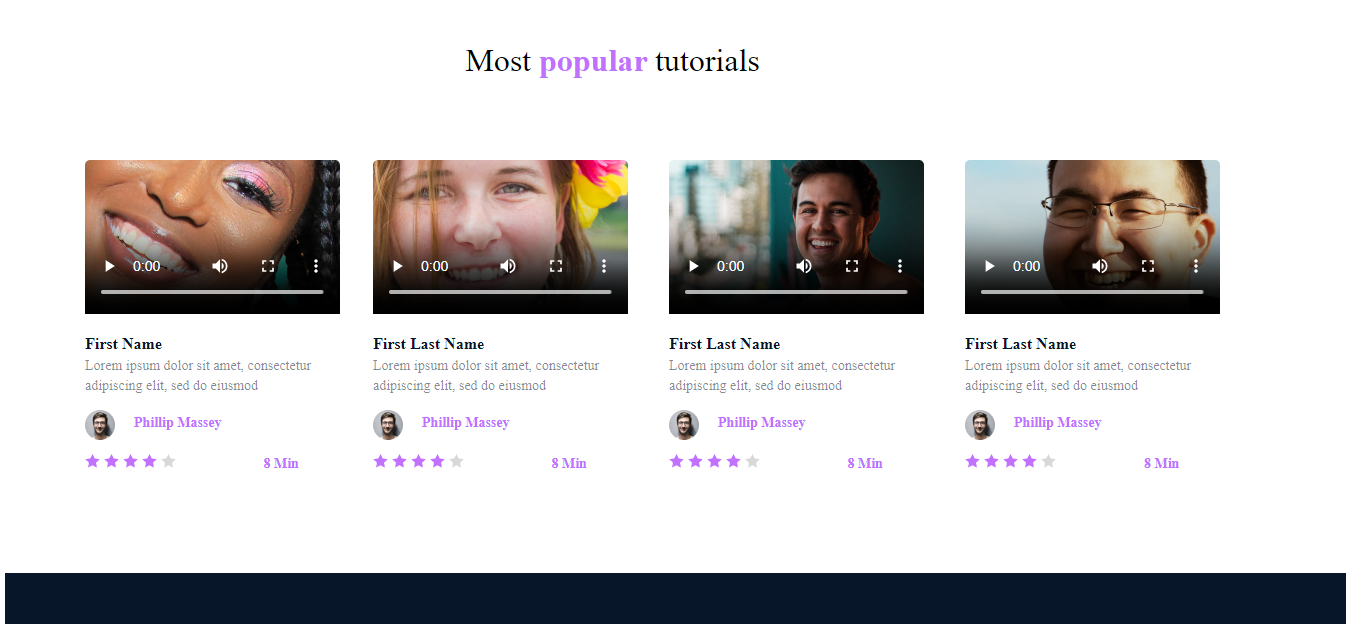 Most popular tutorials
0:00 0:00 0:00 0:00
First Name First Last Name First Last Name First Last Name
Lorem ipsum dolor sit amet, consectetur Lorem ipsum dolor sit amet, consectetur Lorem ipsum dolor sit amet, consectetur Lorem ipsum dolor sit amet, consectetur
adipiscing elit, sed do eiusmod adipiscing elit, sed do eiusmod adipiscing elit, sed do eiusmod adipiscing elit, sed do eiusmod
Phillip Massey Phillip Massey Phillip Massey Phillip Massey
8 Min 8 Min 8 Min 8 Min